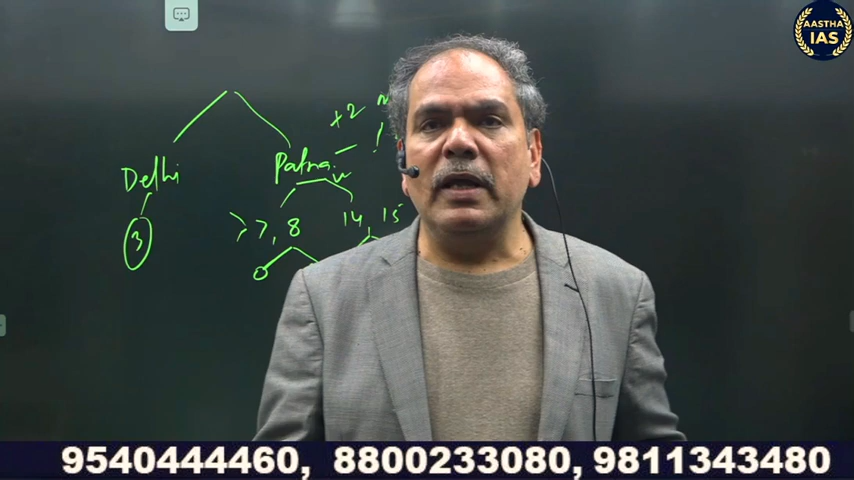 AASTHA
IAS
+2
Delhi
Patna
3
7, 8
14 15
9540444460, 8800233080, 9811343480